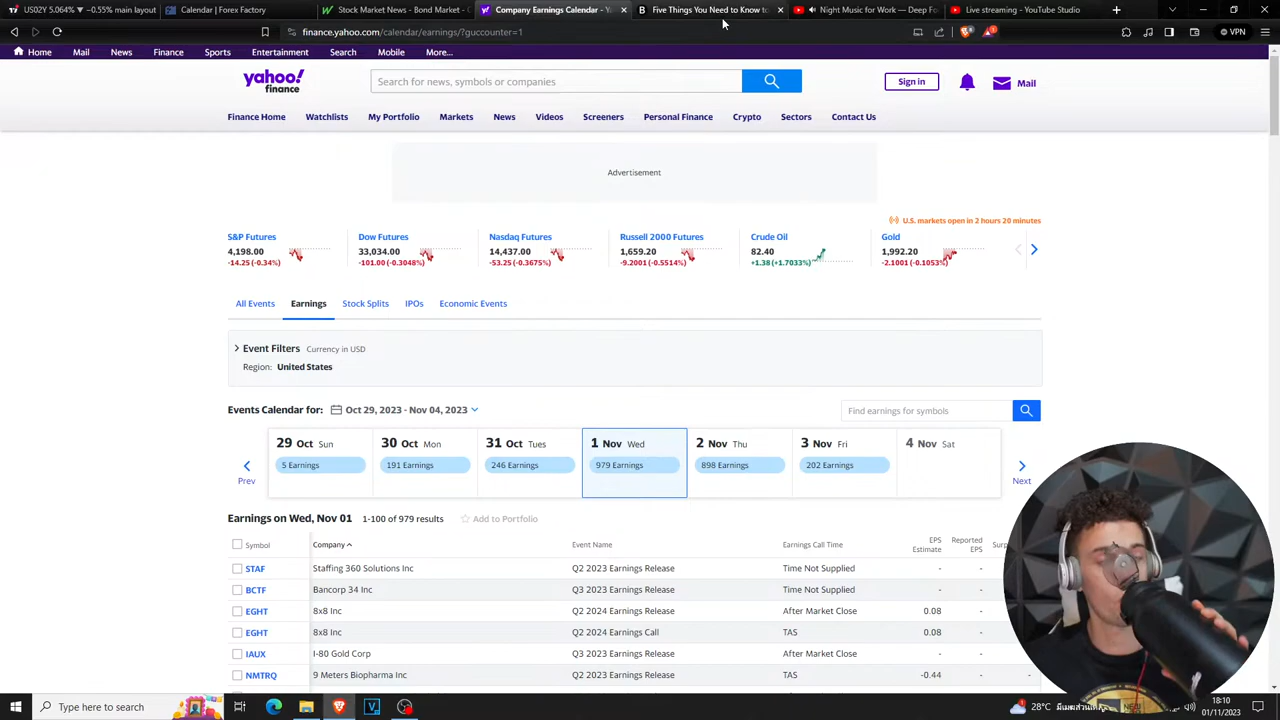 US02Y 5.064% −0.55% main layout
Calendar | Forex Factory
Stock Market News - Bond Market -
Company Earnings Calendar - Y
Five Things You Need to Know to
Night Music for Work — Deep Fo
Live streaming - YouTube Studio
finance.yahoo.com/calendar/earnings/?guccounter=1
VPN
Home Mail News Finance Sports Entertainment Search Mobile More...
yahoo!
finance
Search for news, symbols or companies
Sign in
Mail
Finance Home Watchlists My Portfolio Markets News Videos Screeners Personal Finance Crypto Sectors Contact Us
Advertisement
U.S. markets open in 2 hours 20 minutes
S&P Futures
4,198.00
-14.25 (-0.34%)
Dow Futures
33,034.00
-101.00 (-0.3048%)
Nasdaq Futures
14,437.00
-53.25 (-0.3675%)
Russell 2000 Futures
1,659.20
-9.2001 (-0.5514%)
Crude Oil
82.40
+1.38 (+1.7033%)
Gold
1,992.20
-2.1001 (-0.1053%)
All Events Earnings Stock Splits IPOs Economic Events
Event Filters Currency in USD
Region: United States
Events Calendar for: Oct 29, 2023 - Nov 04, 2023
Find earnings for symbols
Prev
29 Oct Sun
5 Earnings
30 Oct Mon
191 Earnings
31 Oct Tues
246 Earnings
1 Nov Wed
979 Earnings
2 Nov Thu
898 Earnings
3 Nov Fri
202 Earnings
4 Nov Sat
Next
Earnings on Wed, Nov 01 1-100 of 979 results Add to Portfolio
Symbol Company Event Name Earnings Call Time EPS Estimate Reported EPS Surp
STAF Staffing 360 Solutions Inc Q2 2023 Earnings Release Time Not Supplied - -
BCTF Bancorp 34 Inc Q3 2023 Earnings Release Time Not Supplied - -
EGHT 8x8 Inc Q2 2024 Earnings Release After Market Close 0.08 -
EGHT 8x8 Inc Q2 2024 Earnings Call TAS 0.08 -
IAUX I-80 Gold Corp Q3 2023 Earnings Release After Market Close - -
NMTRQ 9 Meters Biopharma Inc Q2 2023 Earnings Release TAS -0.44 - -
Type here to search
28°C
18:10
01/11/2023